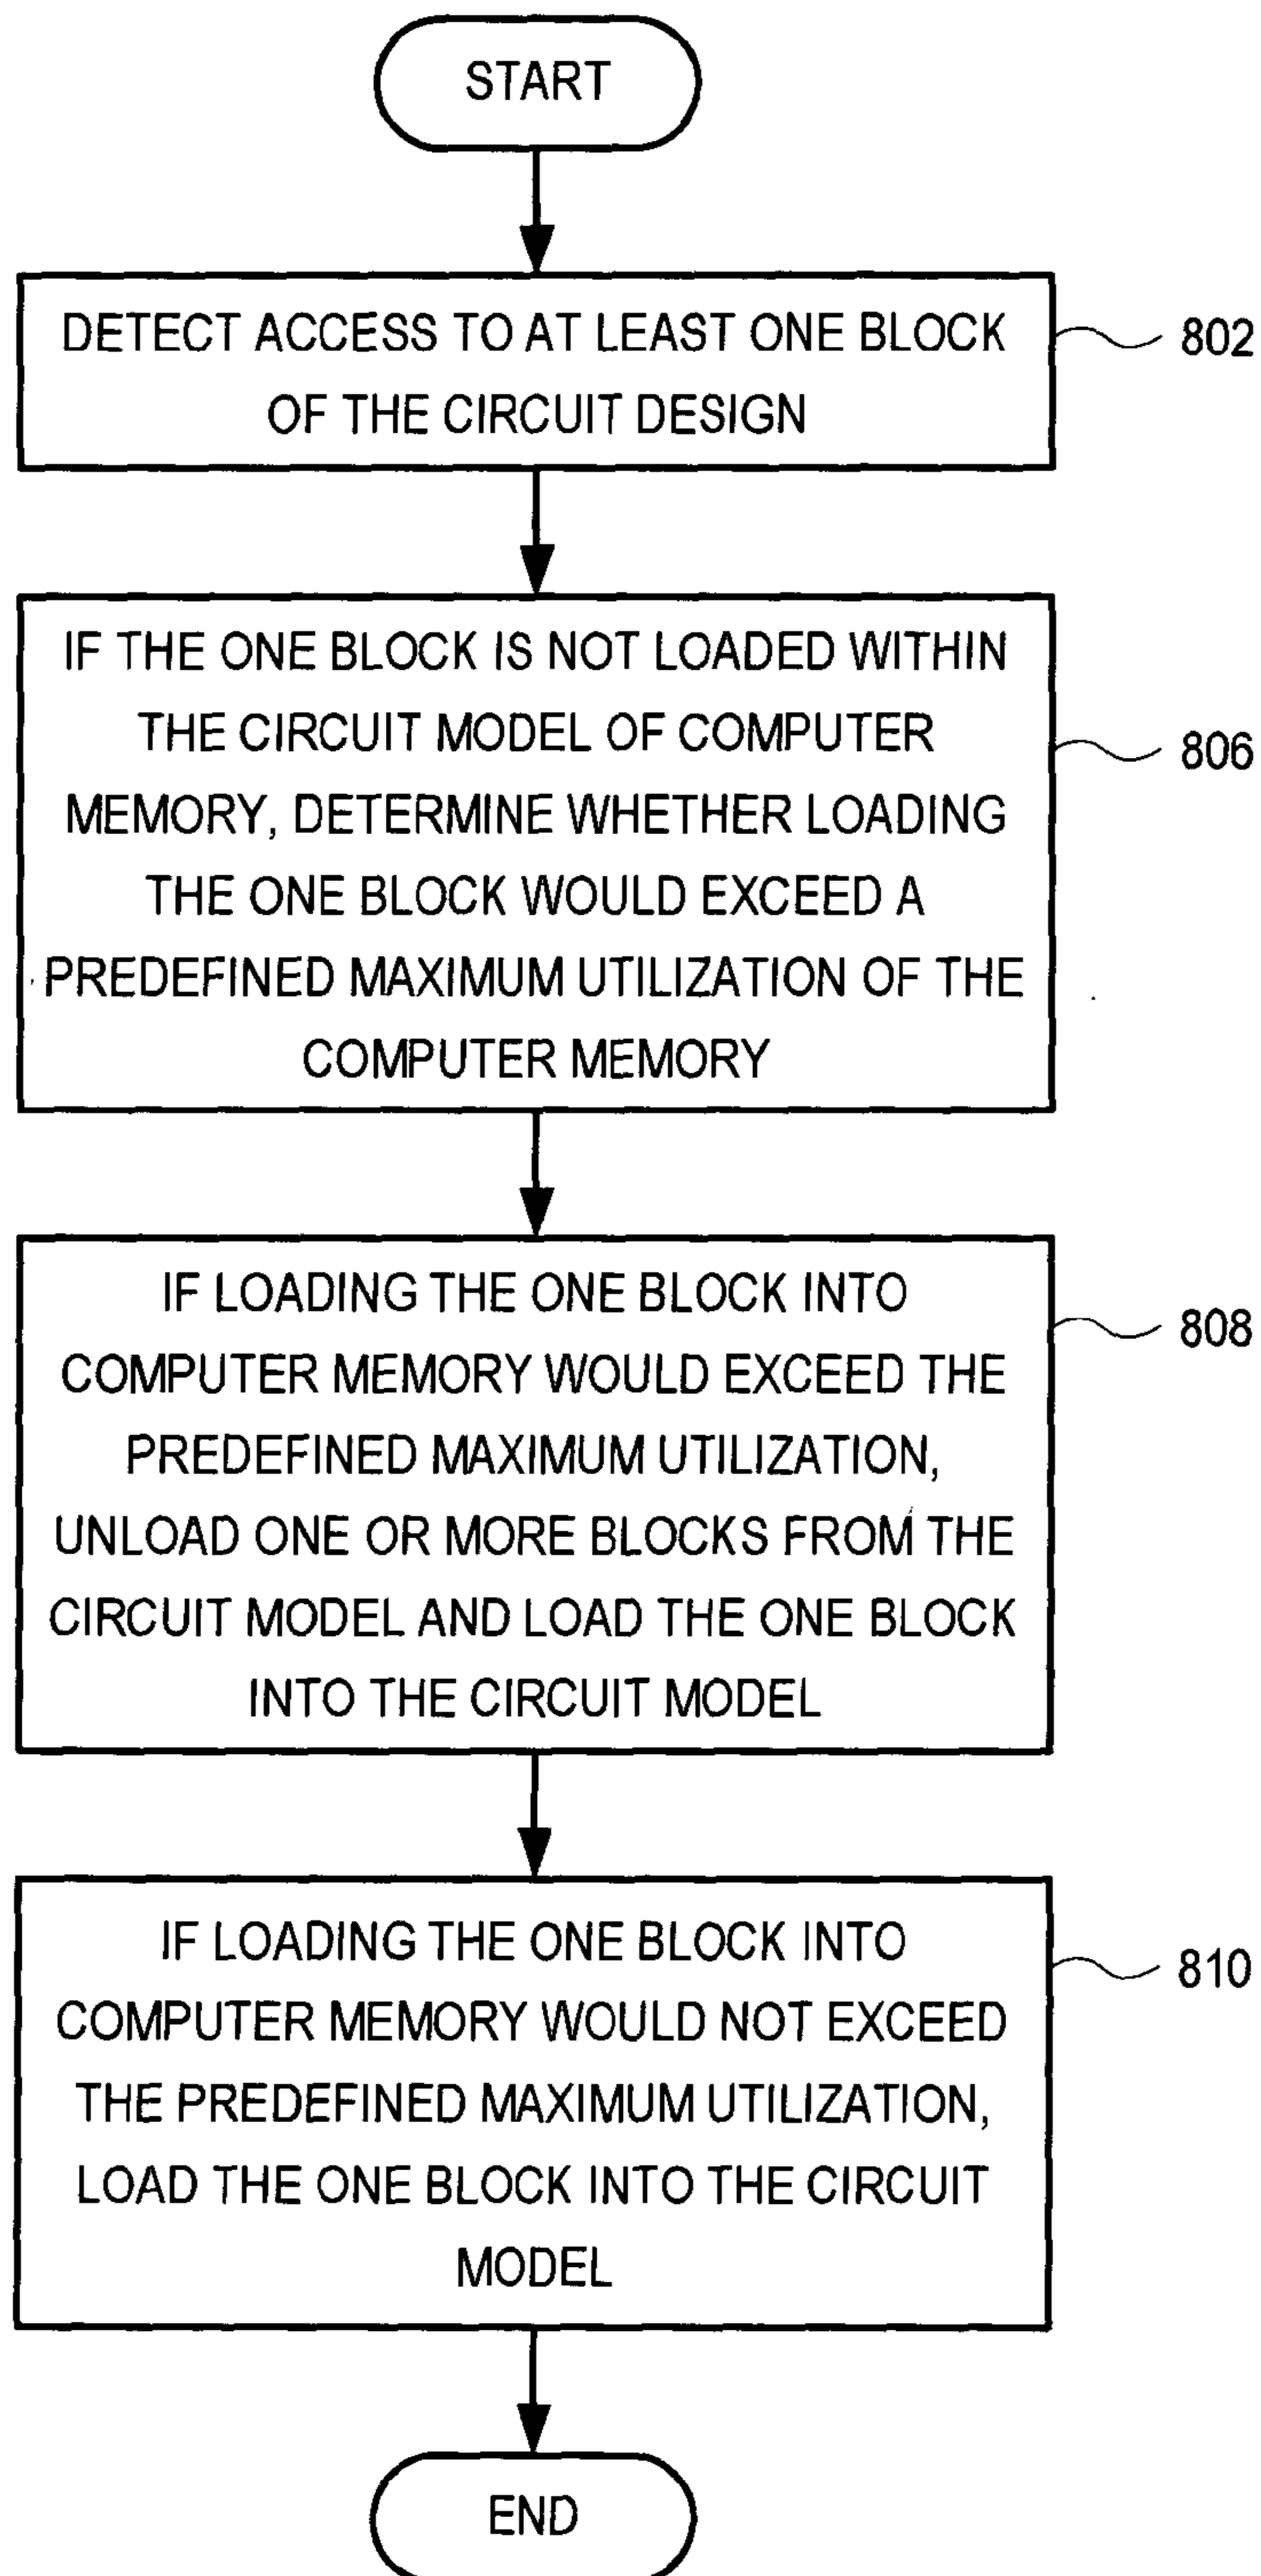 START
DETECT ACCESS TO AT LEAST ONE BLOCK
OF THE CIRCUIT DESIGN
802
IF THE ONE BLOCK IS NOT LOADED WITHIN
THE CIRCUIT MODEL OF COMPUTER
MEMORY, DETERMINE WHETHER LOADING
THE ONE BLOCK WOULD EXCEED A
PREDEFINED MAXIMUM UTILIZATION OF THE
COMPUTER MEMORY
806
IF LOADING THE ONE BLOCK INTO
COMPUTER MEMORY WOULD EXCEED THE
PREDEFINED MAXIMUM UTILIZATION,
UNLOAD ONE OR MORE BLOCKS FROM THE
CIRCUIT MODEL AND LOAD THE ONE BLOCK
INTO THE CIRCUIT MODEL
808
IF LOADING THE ONE BLOCK INTO
COMPUTER MEMORY WOULD NOT EXCEED
THE PREDEFINED MAXIMUM UTILIZATION,
LOAD THE ONE BLOCK INTO THE CIRCUIT
MODEL
810
END